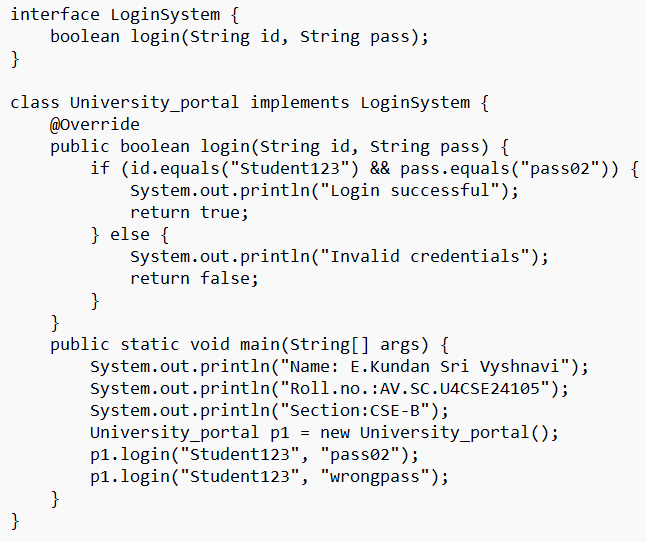 interface LoginSystem {
    boolean login(String id, String pass);
}

class University_portal implements LoginSystem {
    @Override
    public boolean login(String id, String pass) {
        if (id.equals("Student123") && pass.equals("pass02")) {
            System.out.println("Login successful");
            return true;
        } else {
            System.out.println("Invalid credentials");
            return false;
        }
    }
    public static void main(String[] args) {
        System.out.println("Name: E.Kundan Sri Vyshnavi");
        System.out.println("Roll.no.:AV.SC.U4CSE24105");
        System.out.println("Section:CSE-B");
        University_portal p1 = new University_portal();
        p1.login("Student123", "pass02");
        p1.login("Student123", "wrongpass");
    }
}